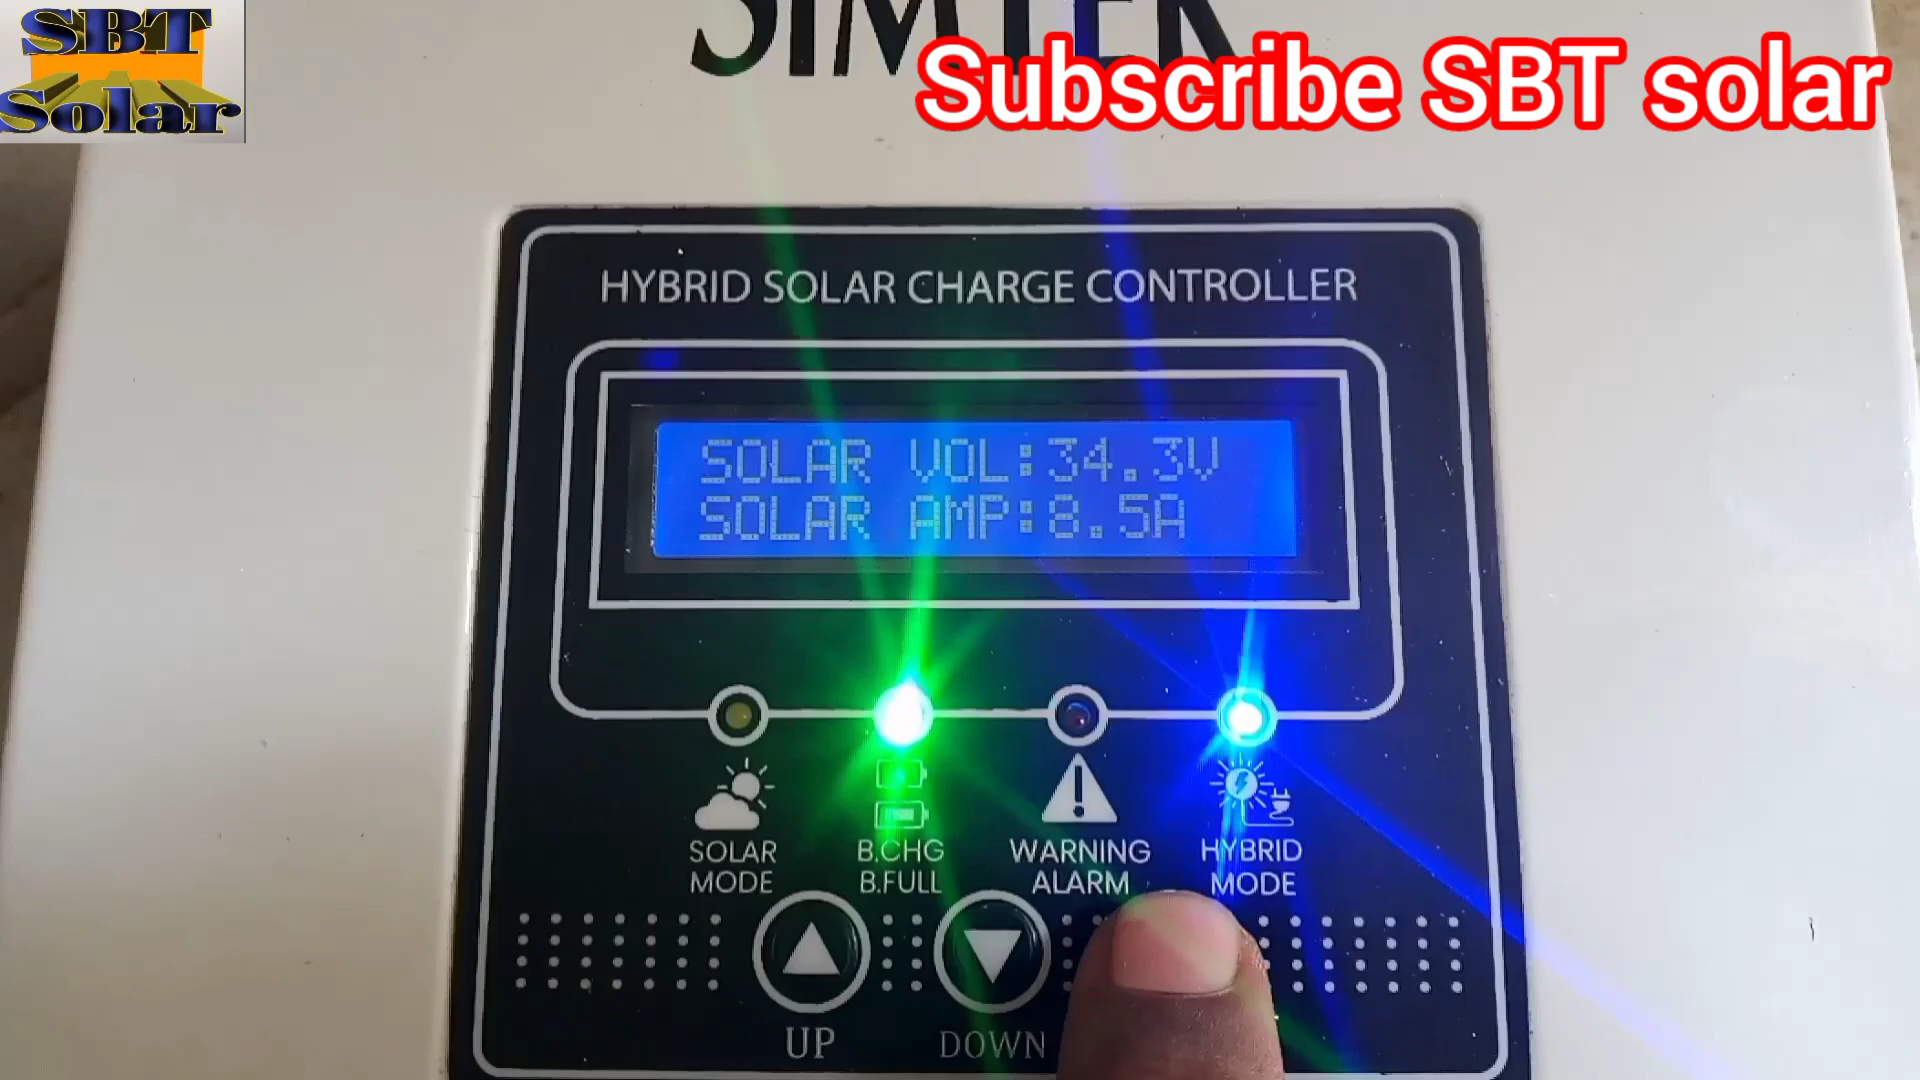 SBT
Solar
SIMTEK
Subscribe SBT solar
HYBRID SOLAR CHARGE CONTROLLER
SOLAR VOL:34.3V
SOLAR AMP:8.5A
SOLAR
MODE
B.CHG
B.FULL
WARNING
ALARM
HYBRID
MODE
UP
DOWN